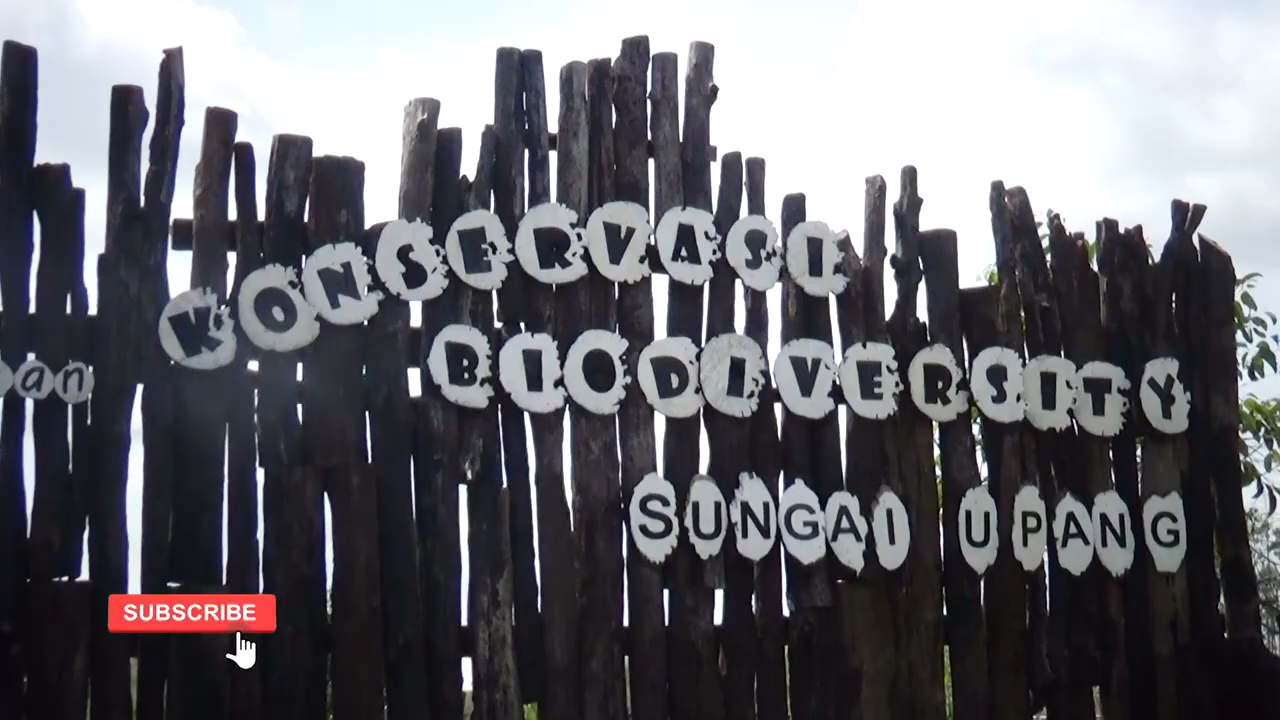 KONSERVASI
BIODIVERSITY
an
SUNGAI UPANG
SUBSCRIBE